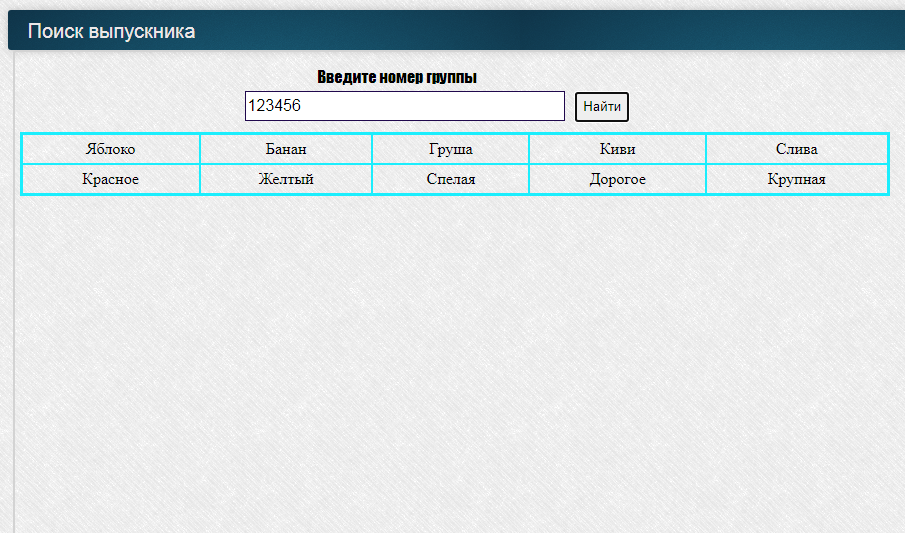 Поиск выпускника
Введите номер группы
123456 Найти
Яблоко Банан Груша Киви Слива
Красное Желтый Спелая Дорогое Крупная